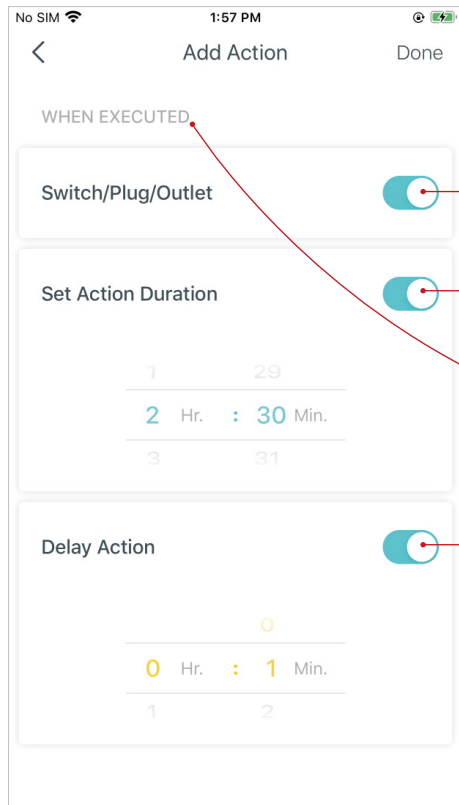 No SIM 1:57 PM
Add Action Done
WHEN EXECUTED
Switch/Plug/Outlet
Set Action Duration
1 29
2 Hr. : 30 Min.
3 31
Delay Action
0
0 Hr. : 1 Min.
1 2